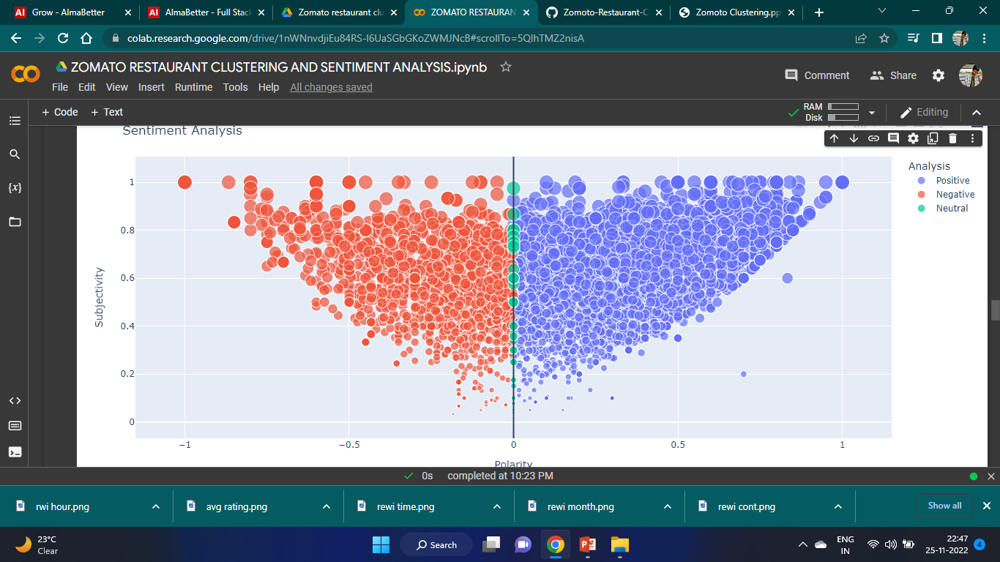 Grow - AlmaBetter
AlmaBetter - Full Stac
Zomato restaurant clu
ZOMATO RESTAURAN
Zomoto-Restaurant-C
Zomoto Clustering.pp
colab.research.google.com/drive/1nWNnvdjiEu84RS-l6UaSGbGKoZWMJNcB#scrollTo=5QlhTMZ2nisA
ZOMATO RESTAURANT CLUSTERING AND SENTIMENT ANALYSIS.ipynb
Comment
Share
File Edit View Insert Runtime Tools Help All changes saved
+ Code + Text
RAM
Disk
Editing
Sentiment Analysis
Analysis
Positive
Negative
Neutral
1
0.8
0.6
0.4
0.2
0
Subjectivity
−1 −0.5 0 0.5 1
Polarity
0s completed at 10:23 PM
rwi hour.png
avg rating.png
rewi time.png
rewi month.png
rewi cont.png
Show all
23°C
Clear
Search
ENG
IN
22:47
25-11-2022
4